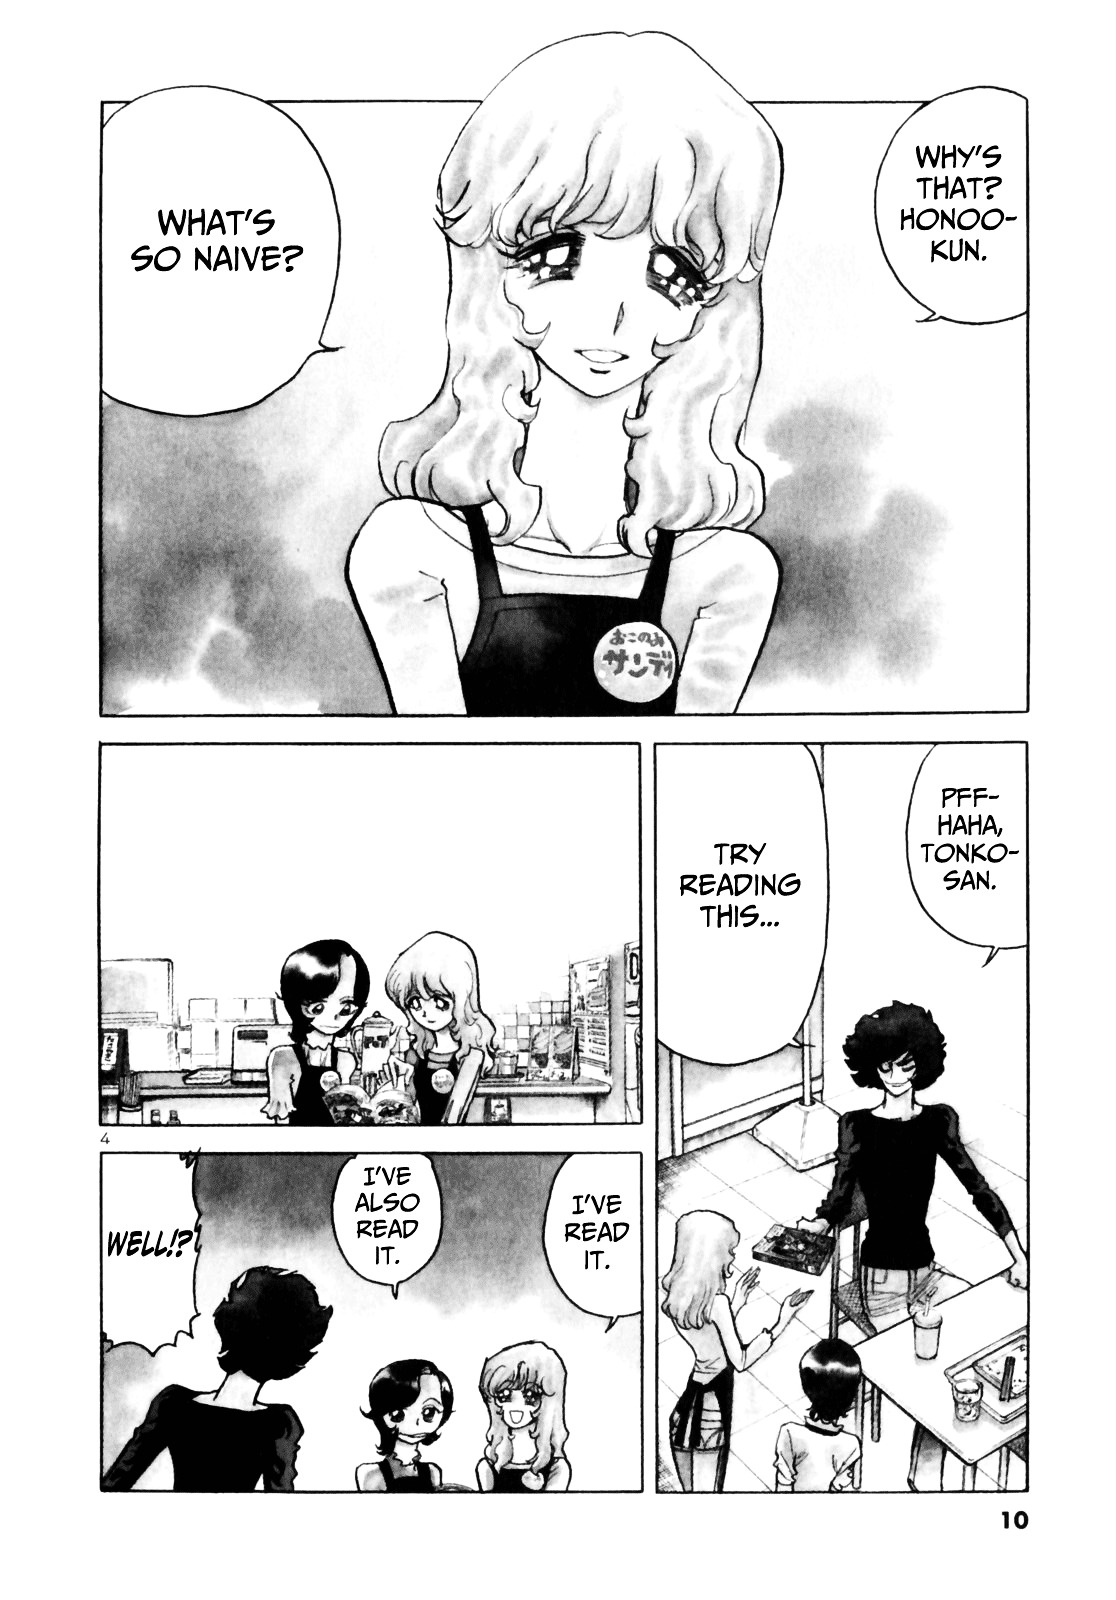 WHY'S
THAT?
HONOO-
KUN.
WHAT'S
SO NAIVE?
おこのみ
サンデイ
PFF-
HAHA,
TONKO-
SAN.
TRY
READING
THIS...
4
I'VE
READ
IT.
I'VE
ALSO
READ
IT.
WELL!?
10